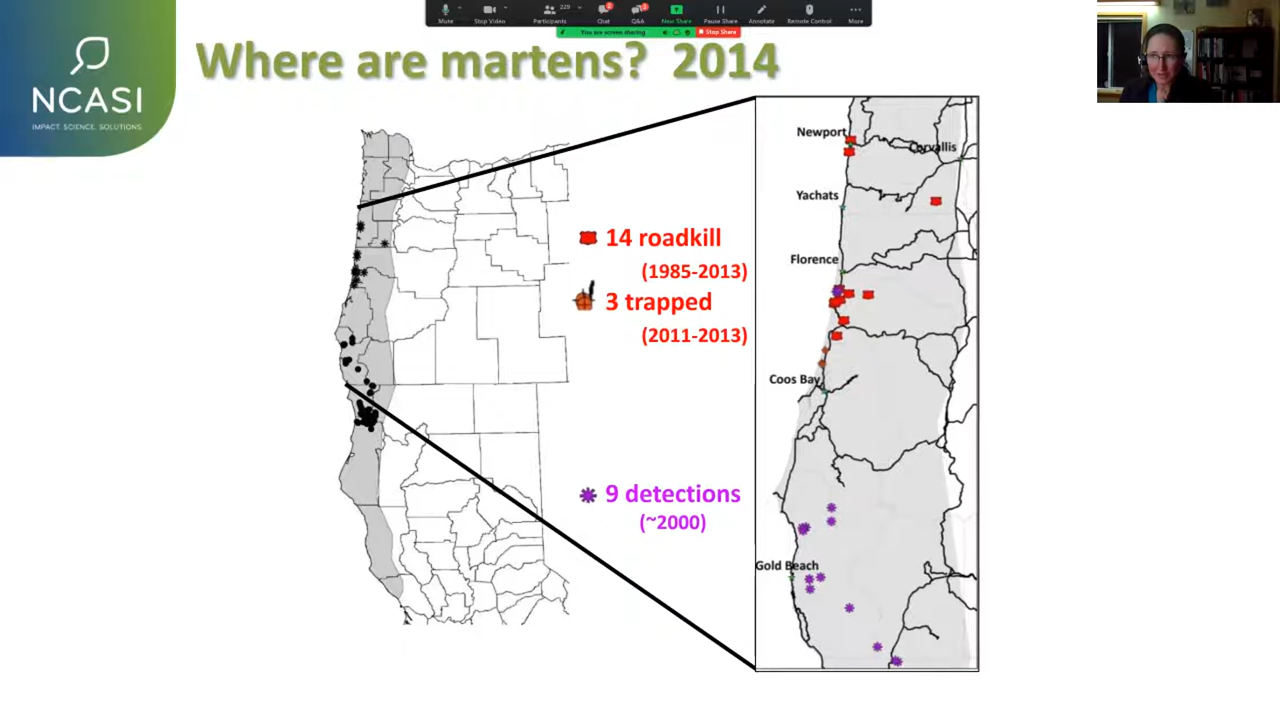 Mute
Stop Video
229
Participants
Chat
Q&A
New Share
Pause Share
Annotate
Remote Control
More
You are screen sharing
Stop Share
NCASI
IMPACT. SCIENCE. SOLUTIONS.
Where are martens? 2014
14 roadkill
(1985-2013)
3 trapped
(2011-2013)
9 detections
(~2000)
Newport
Corvallis
Yachats
Florence
Coos Bay
Gold Beach